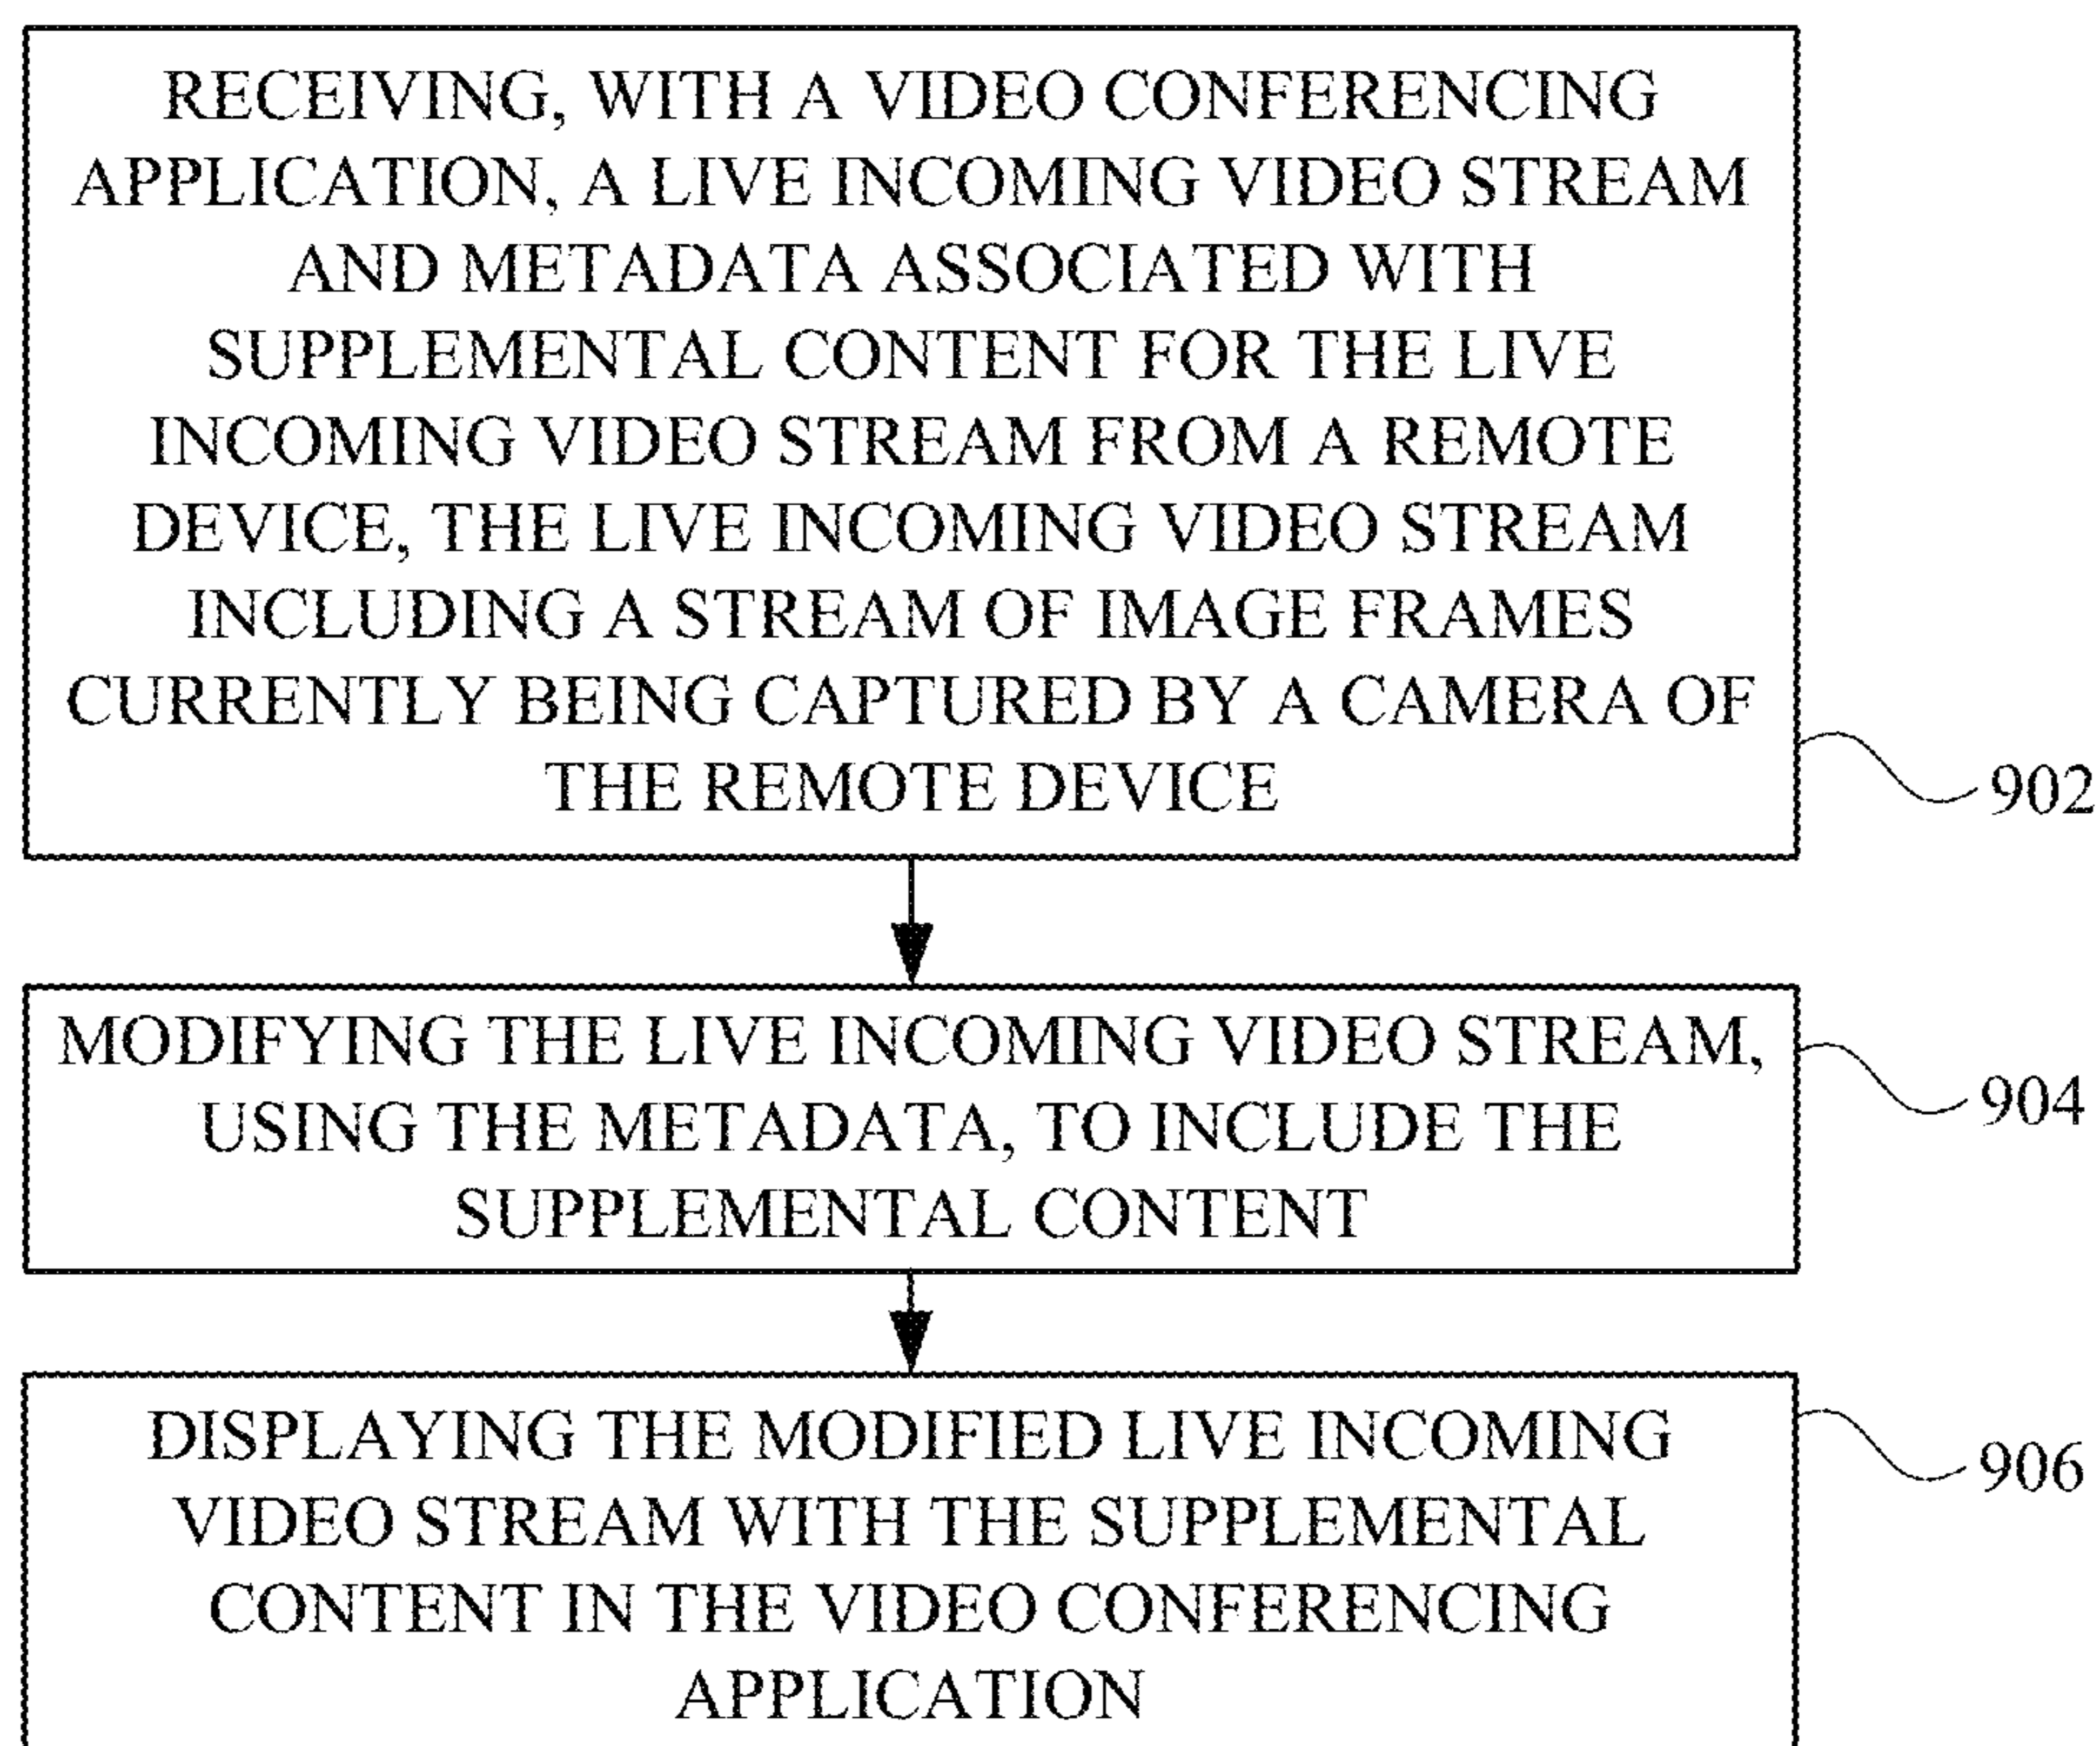 RECEIVING, WITH A VIDEO CONFERENCING
APPLICATION, A LIVE INCOMING VIDEO STREAM
AND METADATA ASSOCIATED WITH
SUPPLEMENTAL CONTENT FOR THE LIVE
INCOMING VIDEO STREAM FROM A REMOTE
DEVICE, THE LIVE INCOMING VIDEO STREAM
INCLUDING A STREAM OF IMAGE FRAMES
CURRENTLY BEING CAPTURED BY A CAMERA OF
THE REMOTE DEVICE
902
MODIFYING THE LIVE INCOMING VIDEO STREAM,
USING THE METADATA, TO INCLUDE THE
SUPPLEMENTAL CONTENT
904
DISPLAYING THE MODIFIED LIVE INCOMING
VIDEO STREAM WITH THE SUPPLEMENTAL
CONTENT IN THE VIDEO CONFERENCING
APPLICATION
906